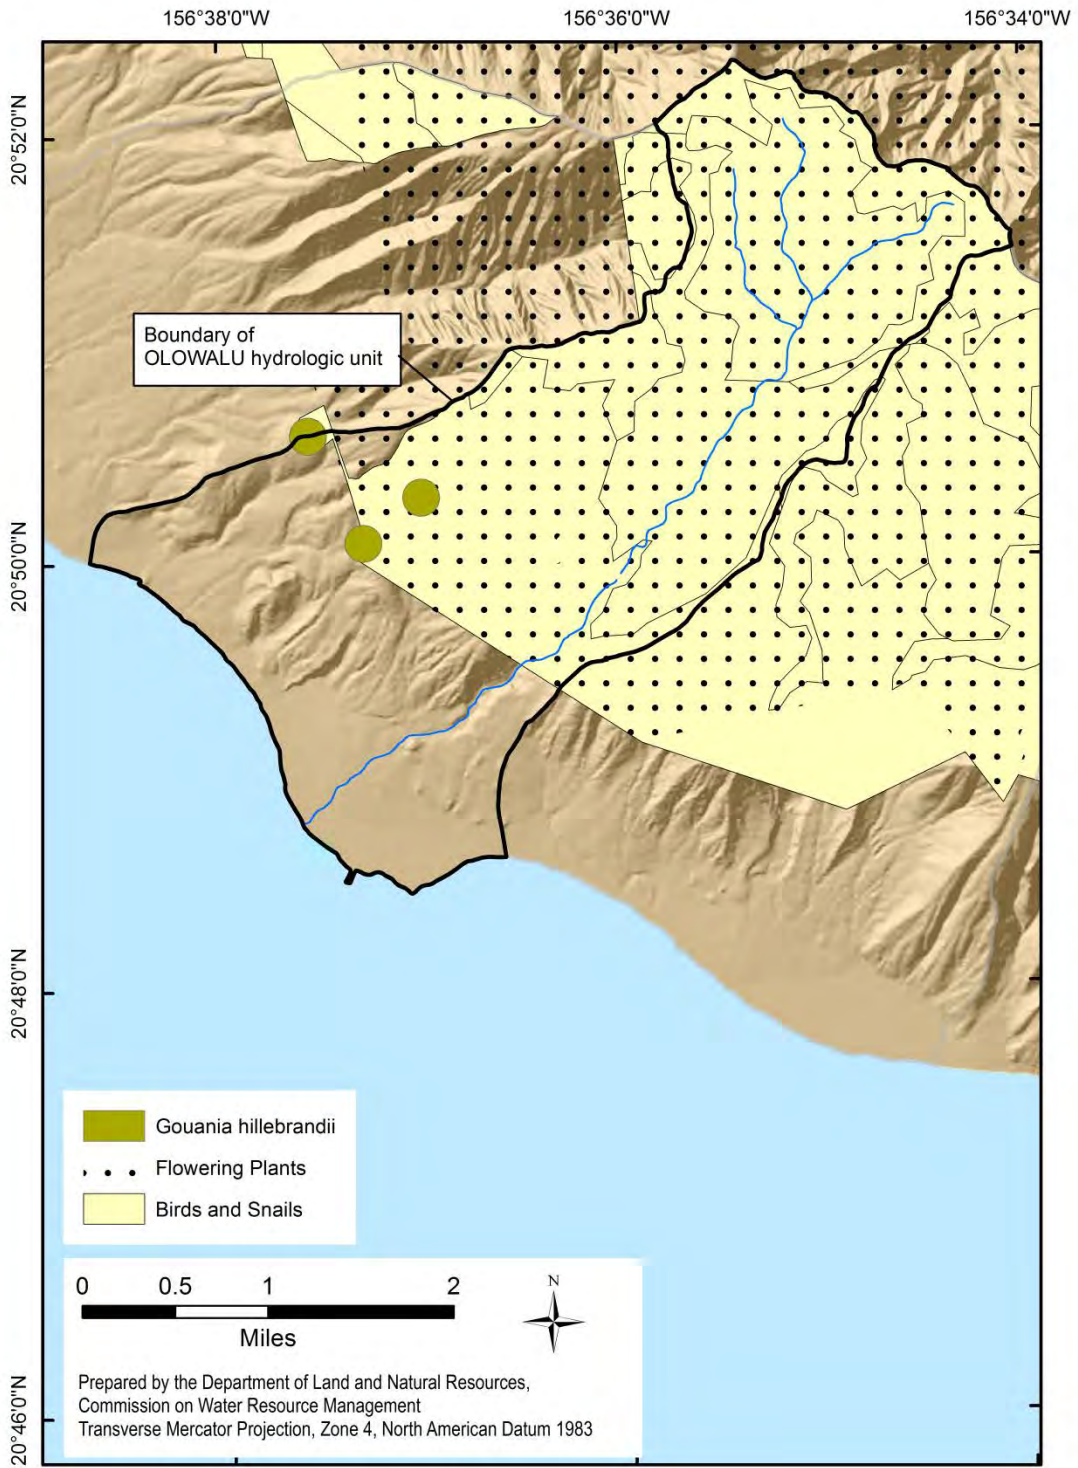 156°38'0"W 156°36'0"W 156°34'0"W
20°52'0"N
Boundary of
OLOWALU hydrologic unit
20°50'0"N
20°48'0"N
Gouania hillebrandii
Flowering Plants
Birds and Snails
0 0.5 1 2
Miles
N
Prepared by the Department of Land and Natural Resources,
Commission on Water Resource Management
Transverse Mercator Projection, Zone 4, North American Datum 1983
20°46'0"N